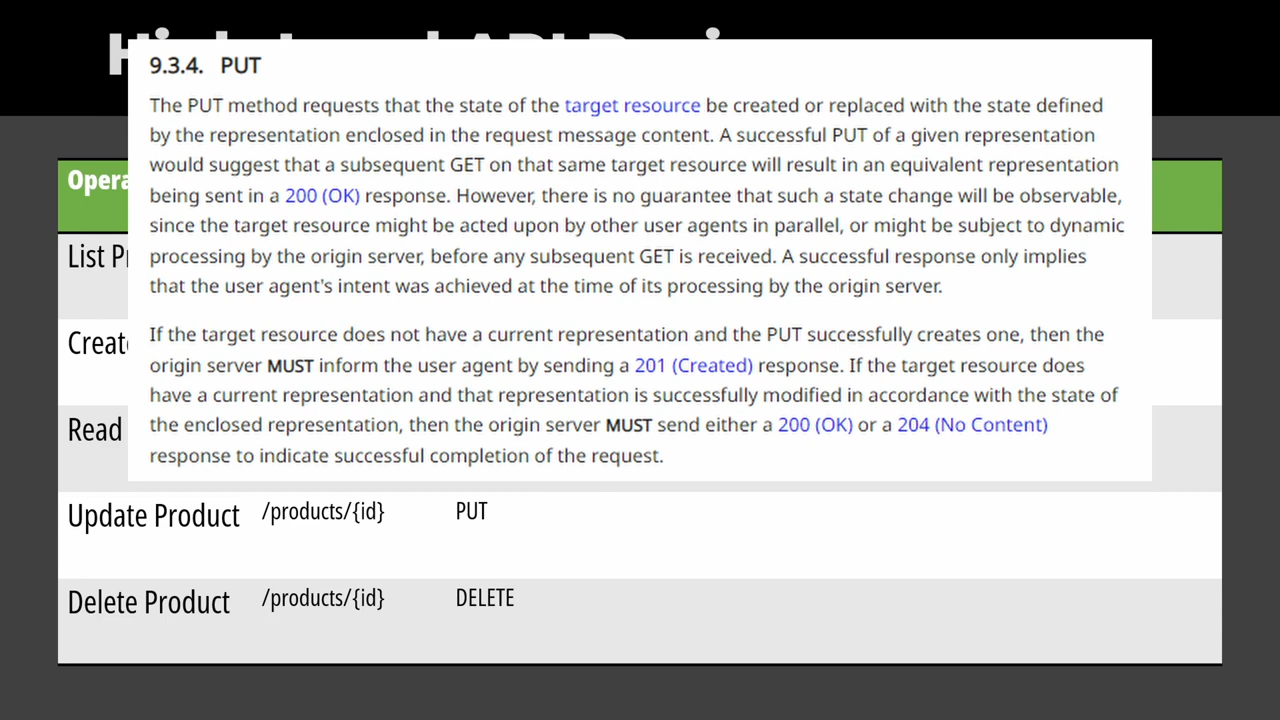 9.3.4. PUT
The PUT method requests that the state of the target resource be created or replaced with the state defined
by the representation enclosed in the request message content. A successful PUT of a given representation
would suggest that a subsequent GET on that same target resource will result in an equivalent representation
being sent in a 200 (OK) response. However, there is no guarantee that such a state change will be observable,
since the target resource might be acted upon by other user agents in parallel, or might be subject to dynamic
processing by the origin server, before any subsequent GET is received. A successful response only implies
that the user agent's intent was achieved at the time of its processing by the origin server.
If the target resource does not have a current representation and the PUT successfully creates one, then the
origin server MUST inform the user agent by sending a 201 (Created) response. If the target resource does
have a current representation and that representation is successfully modified in accordance with the state of
the enclosed representation, then the origin server MUST send either a 200 (OK) or a 204 (No Content)
response to indicate successful completion of the request.
List
Read
Update Product /products/{id} PUT
Delete Product /products/{id} DELETE